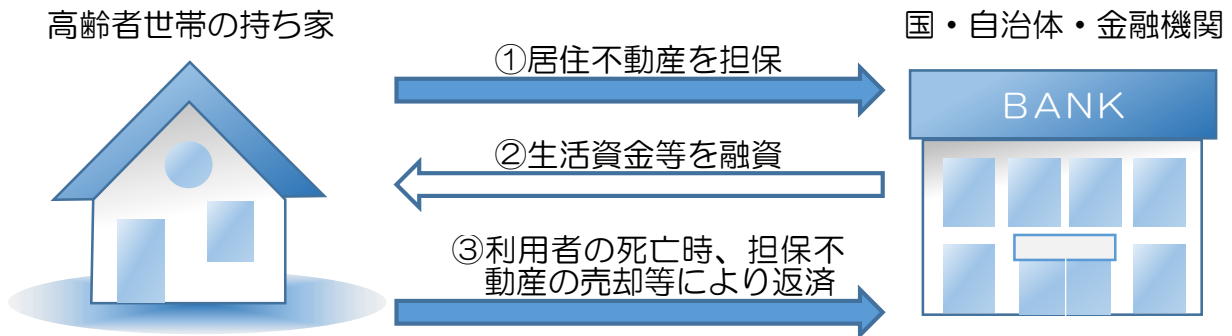 高齢者世帯の持ち家
国・自治体・金融機関
①居住不動産を担保
BANK
②生活資金等を融資
③利用者の死亡時、担保不
動産の売却等により返済